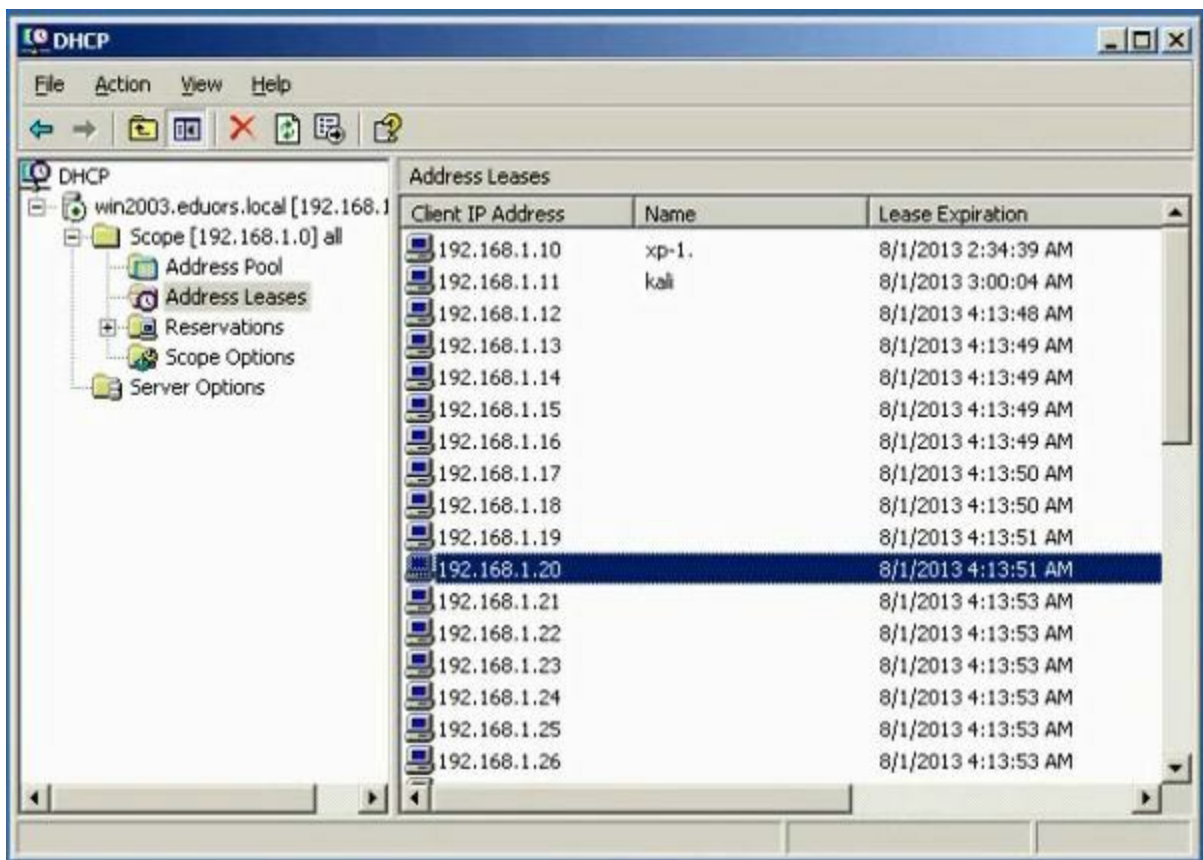 DHCP
File Action View Help
DHCP
win2003.eduors.local [192.168.1
Scope [192.168.1.0] all
Address Pool
Address Leases
Reservations
Scope Options
Server Options
Address Leases
Client IP Address Name Lease Expiration
192.168.1.10 xp-1. 8/1/2013 2:34:39 AM
192.168.1.11 kali 8/1/2013 3:00:04 AM
192.168.1.12 8/1/2013 4:13:48 AM
192.168.1.13 8/1/2013 4:13:49 AM
192.168.1.14 8/1/2013 4:13:49 AM
192.168.1.15 8/1/2013 4:13:49 AM
192.168.1.16 8/1/2013 4:13:49 AM
192.168.1.17 8/1/2013 4:13:50 AM
192.168.1.18 8/1/2013 4:13:50 AM
192.168.1.19 8/1/2013 4:13:51 AM
192.168.1.20 8/1/2013 4:13:51 AM
192.168.1.21 8/1/2013 4:13:53 AM
192.168.1.22 8/1/2013 4:13:53 AM
192.168.1.23 8/1/2013 4:13:53 AM
192.168.1.24 8/1/2013 4:13:53 AM
192.168.1.25 8/1/2013 4:13:53 AM
192.168.1.26 8/1/2013 4:13:53 AM